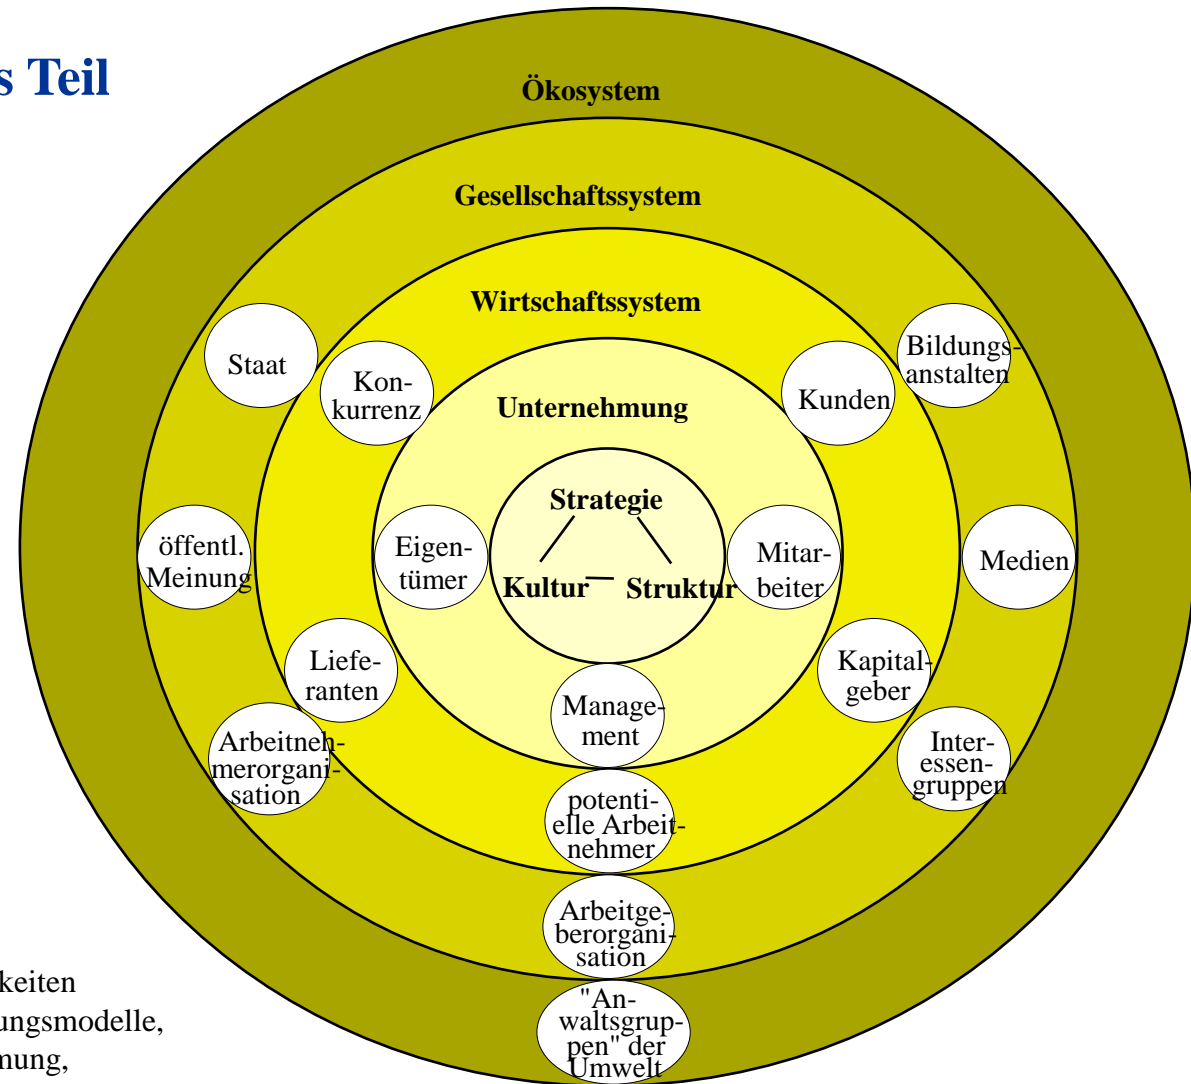 s Teil
Ökosystem
Gesellschaftssystem
Wirtschaftssystem
Staat
Kon-
kurrenz
Kunden
Bildungs-
anstalten
Unternehmung
Strategie
Kultur
Struktur
öffentl.
Meinung
Eigen-
tümer
Mitar-
beiter
Medien
Liefe-
ranten
Kapital-
geber
Manage-
ment
Arbeitneh-
merorgani-
sation
Inter-
essen-
gruppen
potenti-
elle Arbeit-
nehmer
Arbeitge-
berorgani-
sation
"An-
waltsgrup-
pen" der
Umwelt
keiten
ungsmodelle,
mung,